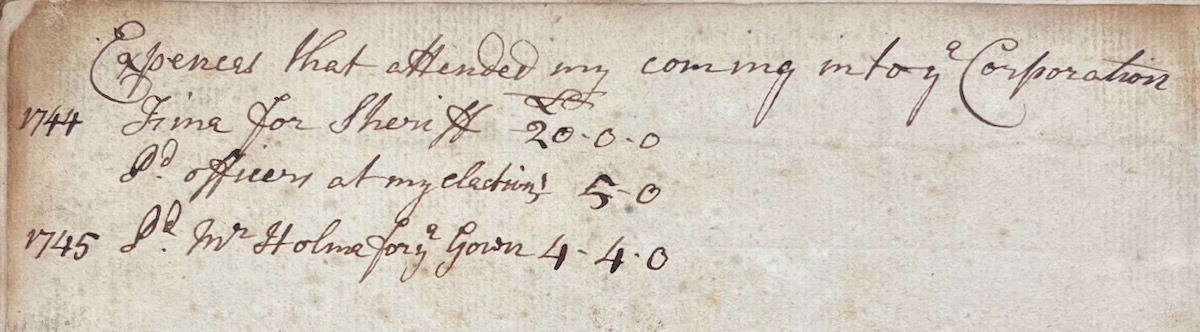 Expences that attended my coming into yᵉ Corporation
1744 Fine for Sheriff 20-0-0
Pᵈ officers at my election 5-0
1745 Pᵈ Mʳ Holme for yᵉ Gown 4-4-0